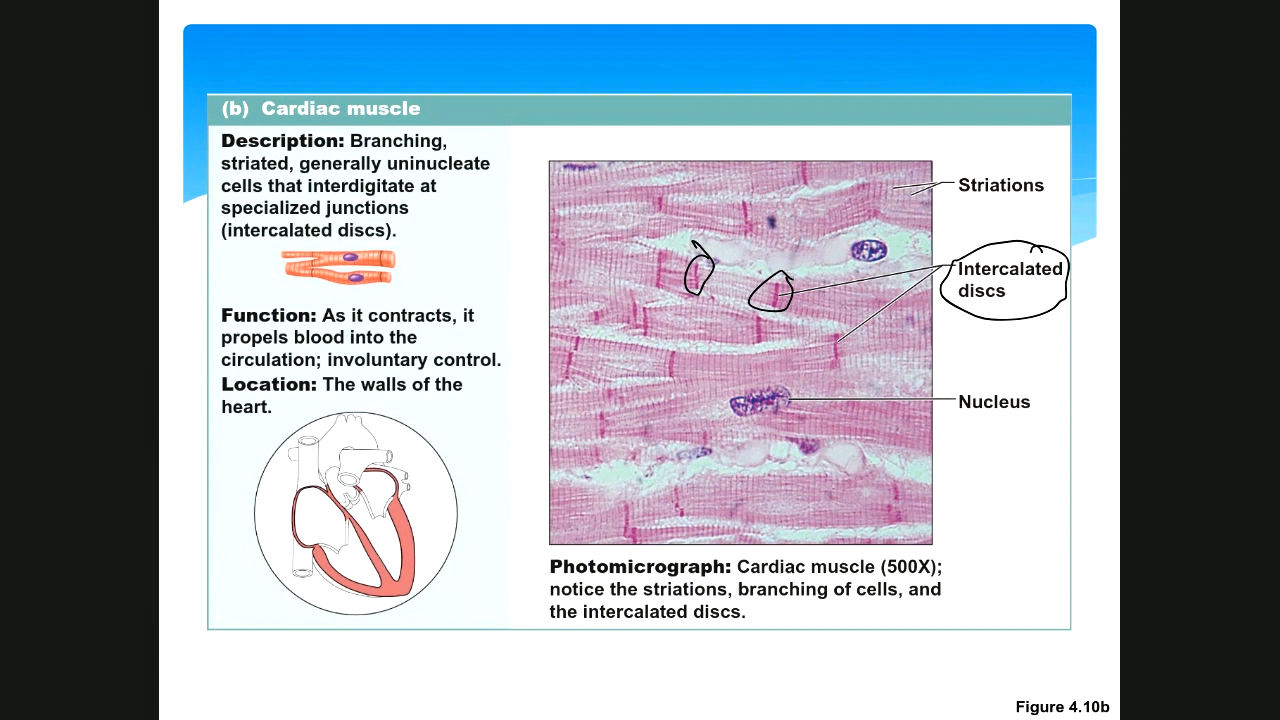 (b) Cardiac muscle
Description: Branching,
striated, generally uninucleate
cells that interdigitate at
specialized junctions
(intercalated discs).
Function: As it contracts, it
propels blood into the
circulation; involuntary control.
Location: The walls of the
heart.
Striations
Intercalated
discs
Nucleus
Photomicrograph: Cardiac muscle (500X);
notice the striations, branching of cells, and
the intercalated discs.
Figure 4.10b